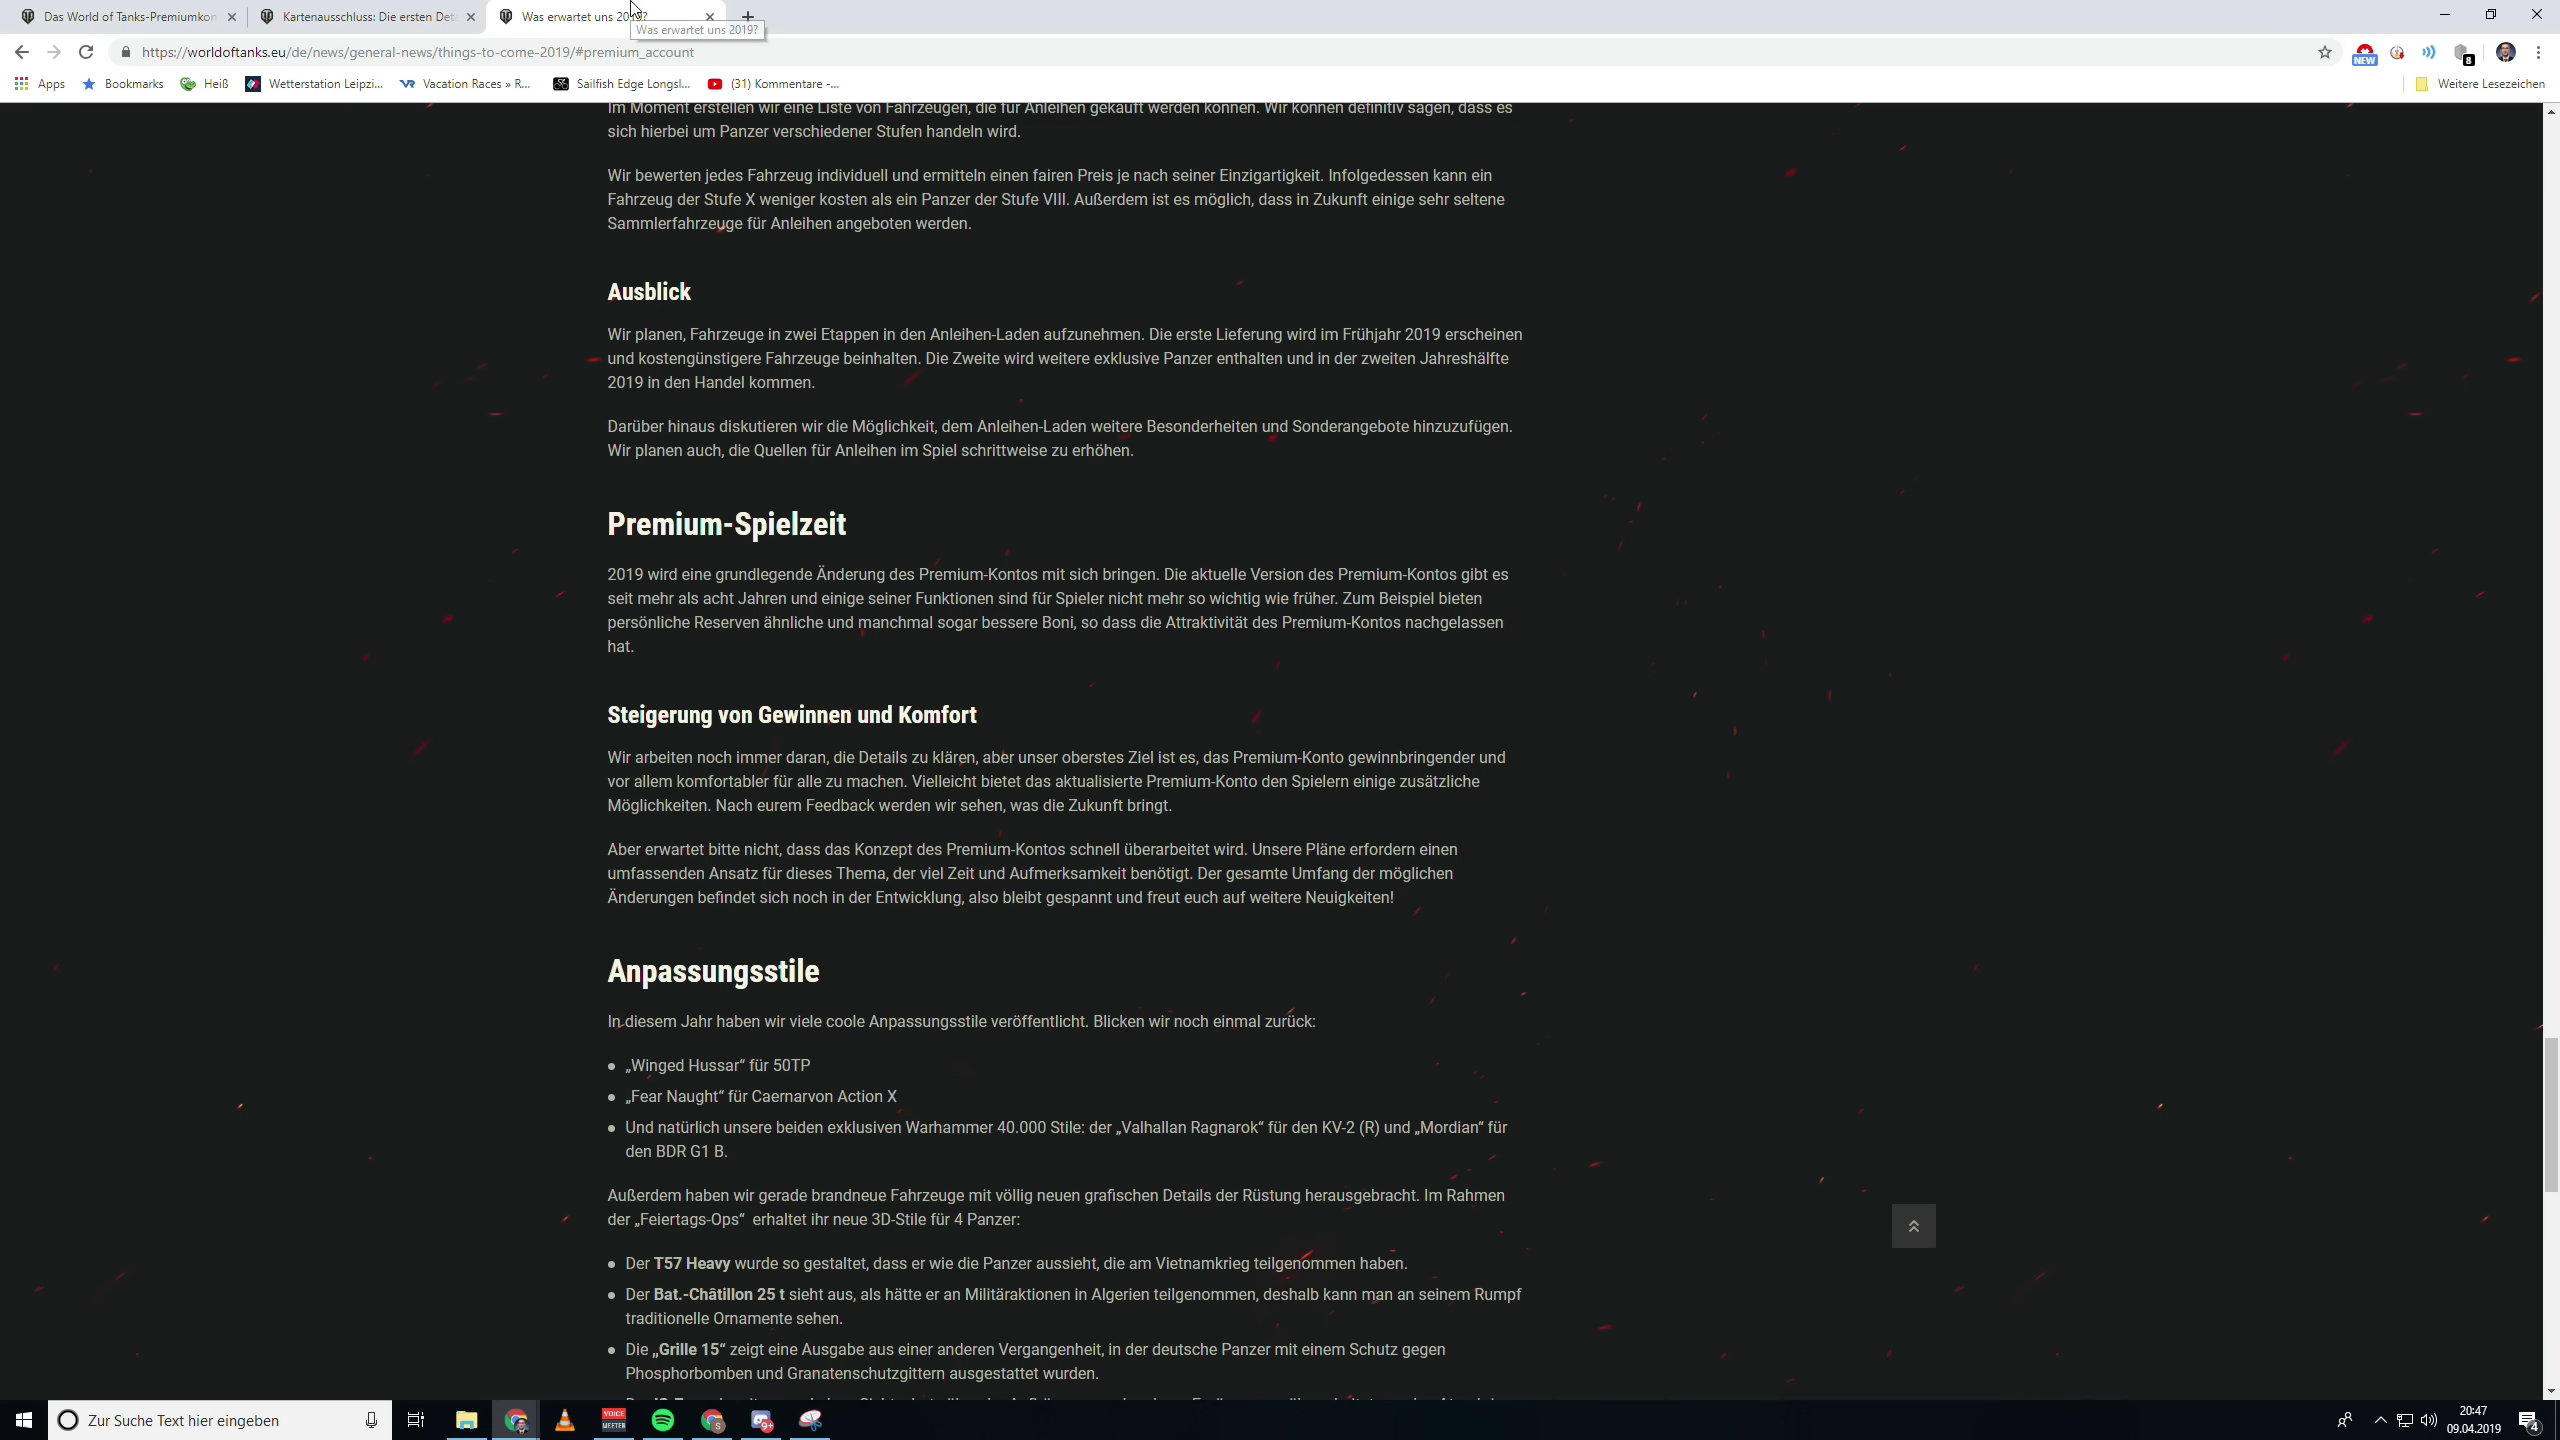 Das World of Tanks-Premiumkon
Kartenausschluss: Die ersten Det
Was erwartet uns 2019?
Was erwartet uns 2019?
https://worldoftanks.eu/de/news/general-news/things-to-come-2019/#premium_account
NEW
8
Apps
Bookmarks
Heiß
Wetterstation Leipzi...
Vacation Races » R...
Sailfish Edge Longsl...
(31) Kommentare -...
Weitere Lesezeichen
Im Moment erstellen wir eine Liste von Fahrzeugen, die für Anleihen gekauft werden können. Wir können definitiv sagen, dass es
sich hierbei um Panzer verschiedener Stufen handeln wird.
Wir bewerten jedes Fahrzeug individuell und ermitteln einen fairen Preis je nach seiner Einzigartigkeit. Infolgedessen kann ein
Fahrzeug der Stufe X weniger kosten als ein Panzer der Stufe VIII. Außerdem ist es möglich, dass in Zukunft einige sehr seltene
Sammlerfahrzeuge für Anleihen angeboten werden.
Ausblick
Wir planen, Fahrzeuge in zwei Etappen in den Anleihen-Laden aufzunehmen. Die erste Lieferung wird im Frühjahr 2019 erscheinen
und kostengünstigere Fahrzeuge beinhalten. Die Zweite wird weitere exklusive Panzer enthalten und in der zweiten Jahreshälfte
2019 in den Handel kommen.
Darüber hinaus diskutieren wir die Möglichkeit, dem Anleihen-Laden weitere Besonderheiten und Sonderangebote hinzuzufügen.
Wir planen auch, die Quellen für Anleihen im Spiel schrittweise zu erhöhen.
Premium-Spielzeit
2019 wird eine grundlegende Änderung des Premium-Kontos mit sich bringen. Die aktuelle Version des Premium-Kontos gibt es
seit mehr als acht Jahren und einige seiner Funktionen sind für Spieler nicht mehr so wichtig wie früher. Zum Beispiel bieten
persönliche Reserven ähnliche und manchmal sogar bessere Boni, so dass die Attraktivität des Premium-Kontos nachgelassen
hat.
Steigerung von Gewinnen und Komfort
Wir arbeiten noch immer daran, die Details zu klären, aber unser oberstes Ziel ist es, das Premium-Konto gewinnbringender und
vor allem komfortabler für alle zu machen. Vielleicht bietet das aktualisierte Premium-Konto den Spielern einige zusätzliche
Möglichkeiten. Nach eurem Feedback werden wir sehen, was die Zukunft bringt.
Aber erwartet bitte nicht, dass das Konzept des Premium-Kontos schnell überarbeitet wird. Unsere Pläne erfordern einen
umfassenden Ansatz für dieses Thema, der viel Zeit und Aufmerksamkeit benötigt. Der gesamte Umfang der möglichen
Änderungen befindet sich noch in der Entwicklung, also bleibt gespannt und freut euch auf weitere Neuigkeiten!
Anpassungsstile
In diesem Jahr haben wir viele coole Anpassungsstile veröffentlicht. Blicken wir noch einmal zurück:
• „Winged Hussar“ für 50TP
• „Fear Naught“ für Caernarvon Action X
• Und natürlich unsere beiden exklusiven Warhammer 40.000 Stile: der „Valhallan Ragnarok“ für den KV-2 (R) und „Mordian“ für
den BDR G1 B.
Außerdem haben wir gerade brandneue Fahrzeuge mit völlig neuen grafischen Details der Rüstung herausgebracht. Im Rahmen
der „Feiertags-Ops“ erhaltet ihr neue 3D-Stile für 4 Panzer:
• Der T57 Heavy wurde so gestaltet, dass er wie die Panzer aussieht, die am Vietnamkrieg teilgenommen haben.
• Der Bat.-Châtillon 25 t sieht aus, als hätte er an Militäraktionen in Algerien teilgenommen, deshalb kann man an seinem Rumpf
traditionelle Ornamente sehen.
• Die „Grille 15“ zeigt eine Ausgabe aus einer anderen Vergangenheit, in der deutsche Panzer mit einem Schutz gegen
Phosphorbomben und Granatenschutzgittern ausgestattet wurden.
Zur Suche Text hier eingeben
VOICE
MEETER
S
9+
20:47
09.04.2019
4